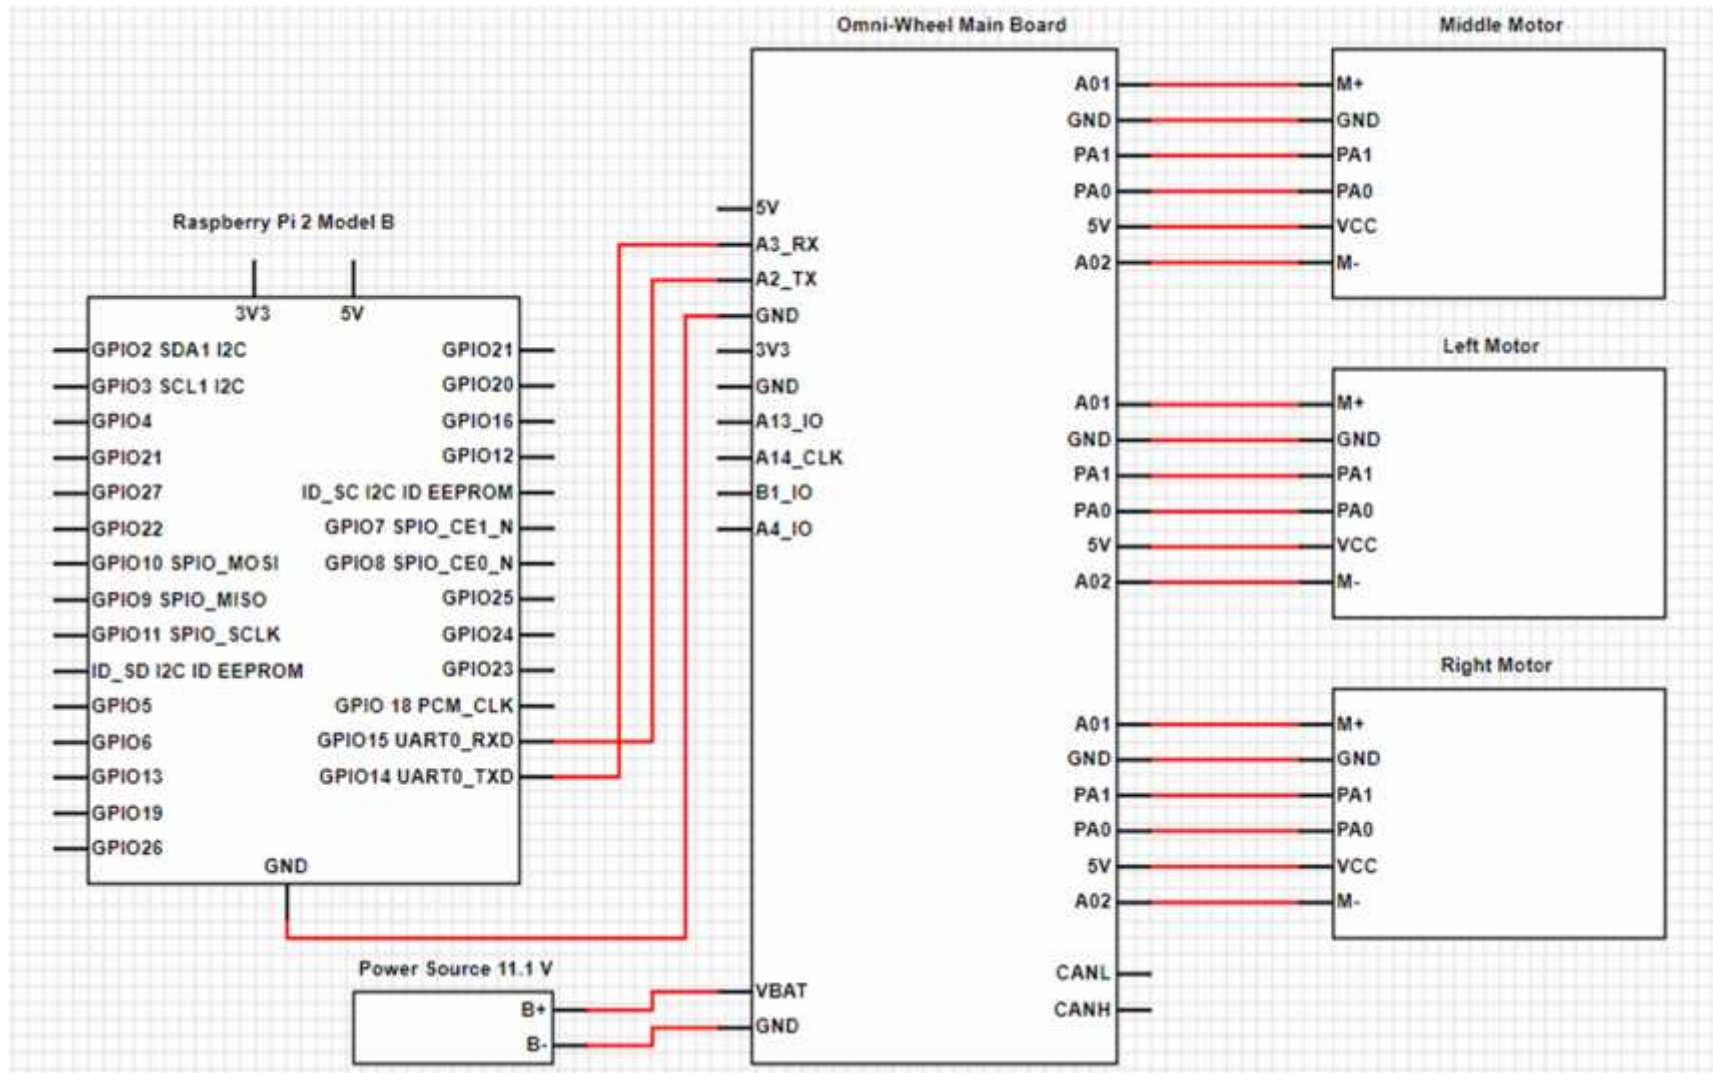 Omni-Wheel Main Board
Middle Motor
A01
GND
PA1
PA0
5V
A02
M+
GND
PA1
PA0
VCC
M-
Raspberry Pi 2 Model B
3V3
5V
GPIO2 SDA1 I2C
GPIO3 SCL1 I2C
GPIO4
GPIO21
GPIO27
GPIO22
GPIO10 SPIO_MOSI
GPIO9 SPIO_MISO
GPIO11 SPIO_SCLK
ID_SD I2C ID EEPROM
GPIO5
GPIO6
GPIO13
GPIO19
GPIO26
GND
GPIO21
GPIO20
GPIO16
GPIO12
ID_SC I2C ID EEPROM
GPIO7 SPIO_CE1_N
GPIO8 SPIO_CE0_N
GPIO25
GPIO24
GPIO23
GPIO 18 PCM_CLK
GPIO15 UART0_RXD
GPIO14 UART0_TXD
5V
A3_RX
A2_TX
GND
3V3
GND
A13_IO
A14_CLK
B1_IO
A4_IO
Left Motor
A01
GND
PA1
PA0
5V
A02
M+
GND
PA1
PA0
VCC
M-
Right Motor
A01
GND
PA1
PA0
5V
A02
M+
GND
PA1
PA0
VCC
M-
Power Source 11.1 V
B+
B-
VBAT
GND
CANL
CANH